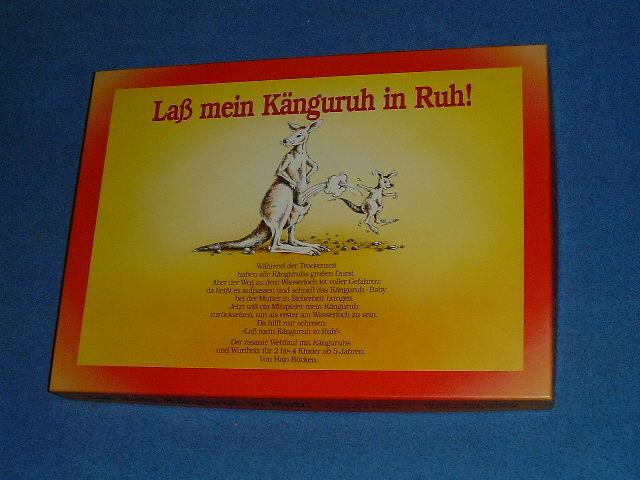 Laß mein Känguruh in Ruh!
Während der Trockenzeit
haben alle Känguruhs großen Durst.
Aber der Weg zu dem Wasserloch ist voller Gefahren:
da heißt es aufpassen und schnell das Känguruh-Baby
bei der Mutter in Sicherheit bringen.
Jetzt will ein Mitspieler mein Känguruh
zurücksetzen, um als erster am Wasserloch zu sein.
Da hilft nur schreien:
»Laß mein Känguruh in Ruh!«
Der rasante Wettlauf mit Känguruhs
und Wurfholz für 2 bis 4 Kinder ab 5 Jahren.
Von Hajo Bücken.